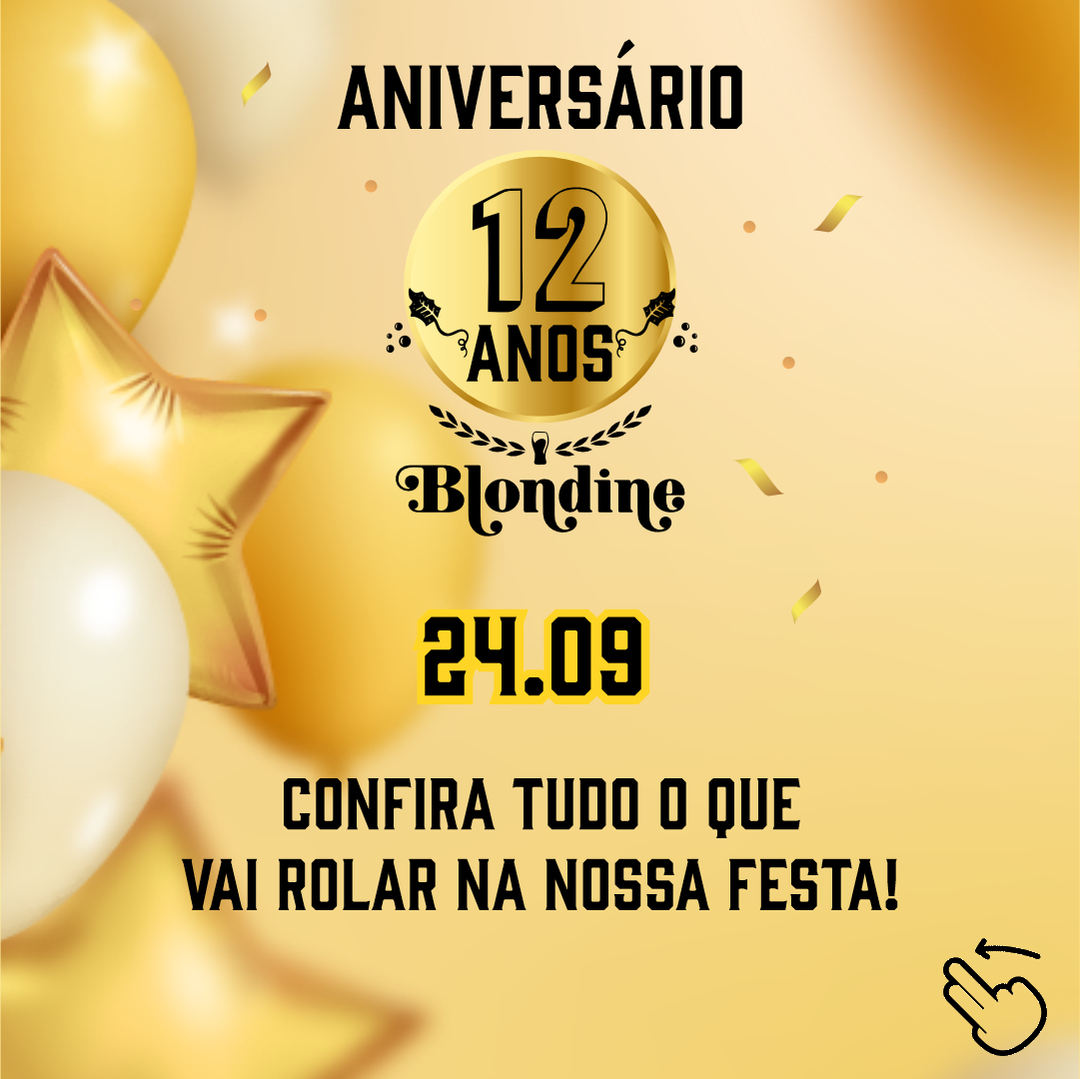 ANIVERSÁRIO
12
ANOS
Blondine
24.09
CONFIRA TUDO O QUE
VAI ROLAR NA NOSSA FESTA!